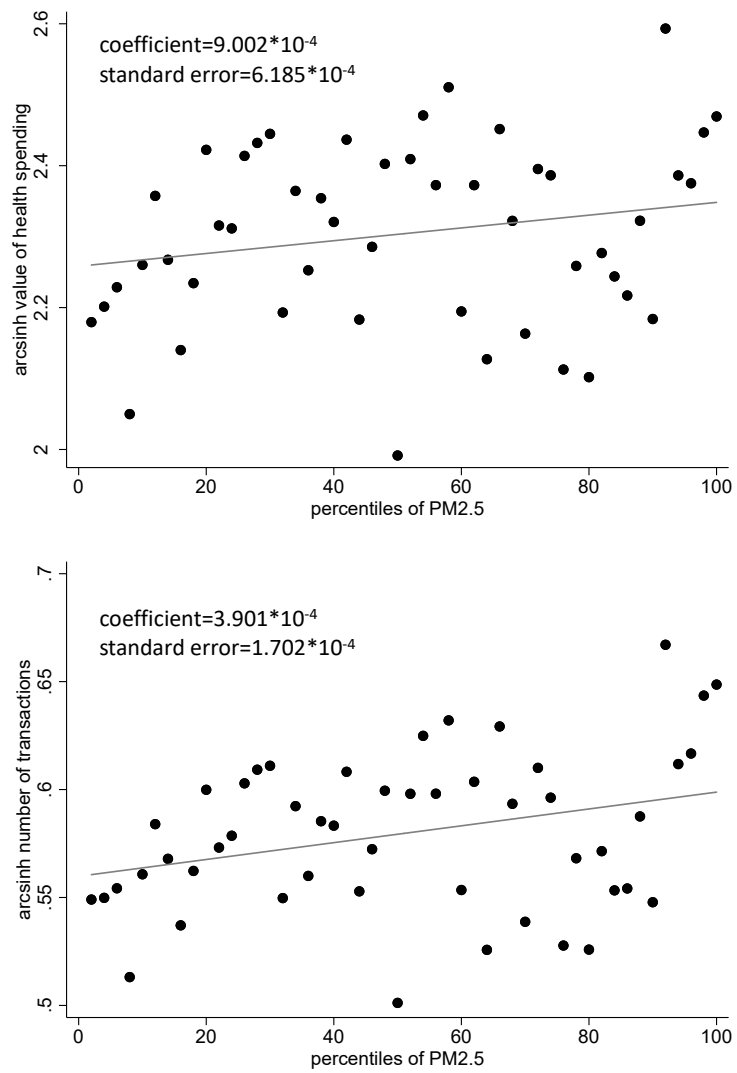 coefficient=9.002*10-4
standard error=6.185*10-4
arcsinh value of health spending
2.6
2.4
2.2
2
0 20 40 60 80 100
percentiles of PM2.5
coefficient=3.901*10-4
standard error=1.702*10-4
arcsinh number of transactions
.7
.65
.6
.55
.5
0 20 40 60 80 100
percentiles of PM2.5